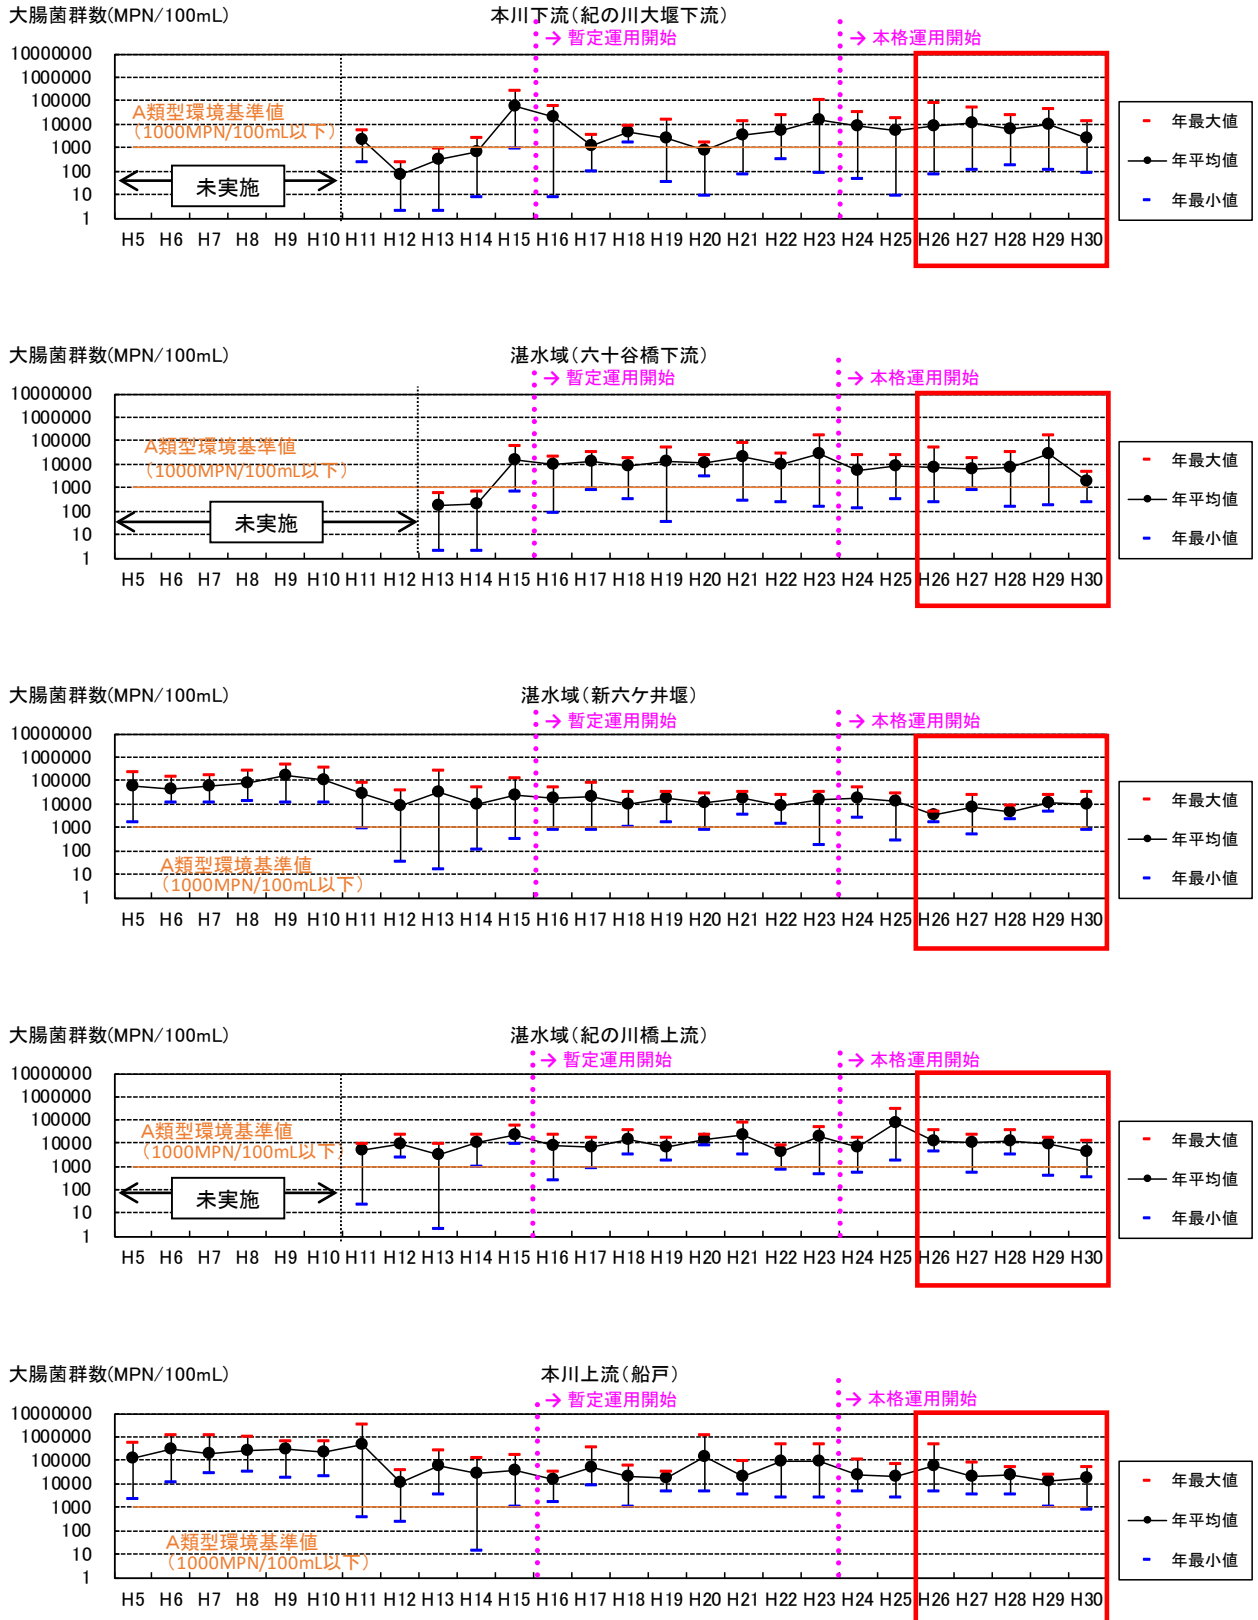 大腸菌群数(MPN/100mL)
本川下流(紀の川大堰下流)
→ 暫定運用開始
→ 本格運用開始
10000000
1000000
100000
10000
1000
100
10
1
A類型環境基準値
(1000MPN/100mL以下)
未実施
H5 H6 H7 H8 H9 H10 H11 H12 H13 H14 H15 H16 H17 H18 H19 H20 H21 H22 H23 H24 H25 H26 H27 H28 H29 H30
年最大値
年平均値
年最小値
大腸菌群数(MPN/100mL)
湛水域(六十谷橋下流)
→ 暫定運用開始
→ 本格運用開始
10000000
1000000
100000
10000
1000
100
10
1
A類型環境基準値
(1000MPN/100mL以下)
未実施
H5 H6 H7 H8 H9 H10 H11 H12 H13 H14 H15 H16 H17 H18 H19 H20 H21 H22 H23 H24 H25 H26 H27 H28 H29 H30
年最大値
年平均値
年最小値
大腸菌群数(MPN/100mL)
湛水域(新六ケ井堰)
→ 暫定運用開始
→ 本格運用開始
10000000
1000000
100000
10000
1000
100
10
1
A類型環境基準値
(1000MPN/100mL以下)
H5 H6 H7 H8 H9 H10 H11 H12 H13 H14 H15 H16 H17 H18 H19 H20 H21 H22 H23 H24 H25 H26 H27 H28 H29 H30
年最大値
年平均値
年最小値
大腸菌群数(MPN/100mL)
湛水域(紀の川橋上流)
→ 暫定運用開始
→ 本格運用開始
10000000
1000000
100000
10000
1000
100
10
1
A類型環境基準値
(1000MPN/100mL以下)
未実施
H5 H6 H7 H8 H9 H10 H11 H12 H13 H14 H15 H16 H17 H18 H19 H20 H21 H22 H23 H24 H25 H26 H27 H28 H29 H30
年最大値
年平均値
年最小値
大腸菌群数(MPN/100mL)
本川上流(船戸)
→ 暫定運用開始
→ 本格運用開始
10000000
1000000
100000
10000
1000
100
10
1
A類型環境基準値
(1000MPN/100mL以下)
H5 H6 H7 H8 H9 H10 H11 H12 H13 H14 H15 H16 H17 H18 H19 H20 H21 H22 H23 H24 H25 H26 H27 H28 H29 H30
年最大値
年平均値
年最小値